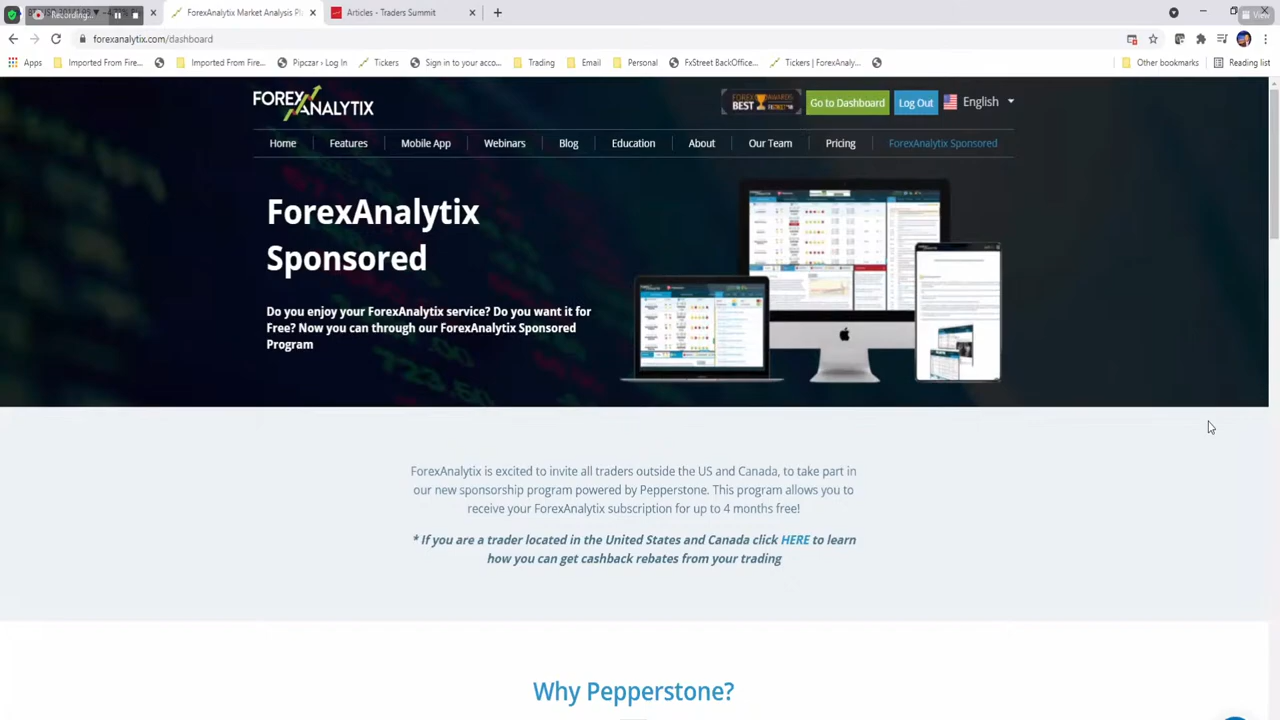 Recording...
View
ForexAnalytix Market Analysis Pl
Articles - Traders Summit
forexanalytix.com/dashboard
Apps
Imported From Fire...
Imported From Fire...
Pipczar › Log In
Tickers
Sign in to your acco...
Trading
Email
Personal
FxStreet BackOffice...
Tickers | ForexAnaly...
Other bookmarks
Reading list
FOREX
ANALYTIX
BEST
Go to Dashboard
Log Out
English
Home
Features
Mobile App
Webinars
Blog
Education
About
Our Team
Pricing
ForexAnalytix Sponsored
ForexAnalytix
Sponsored
Do you enjoy your ForexAnalytix service? Do you want it for
Free? Now you can through our ForexAnalytix Sponsored
Program
ForexAnalytix is excited to invite all traders outside the US and Canada, to take part in
our new sponsorship program powered by Pepperstone. This program allows you to
receive your ForexAnalytix subscription for up to 4 months free!
* If you are a trader located in the United States and Canada click HERE to learn
how you can get cashback rebates from your trading
Why Pepperstone?